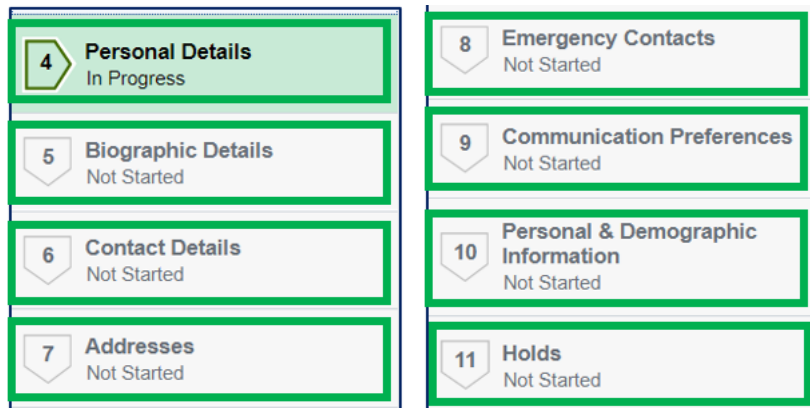 4
Personal Details
In Progress
5
Biographic Details
Not Started
6
Contact Details
Not Started
7
Addresses
Not Started
8
Emergency Contacts
Not Started
9
Communication Preferences
Not Started
10
Personal & Demographic
Information
Not Started
11
Holds
Not Started